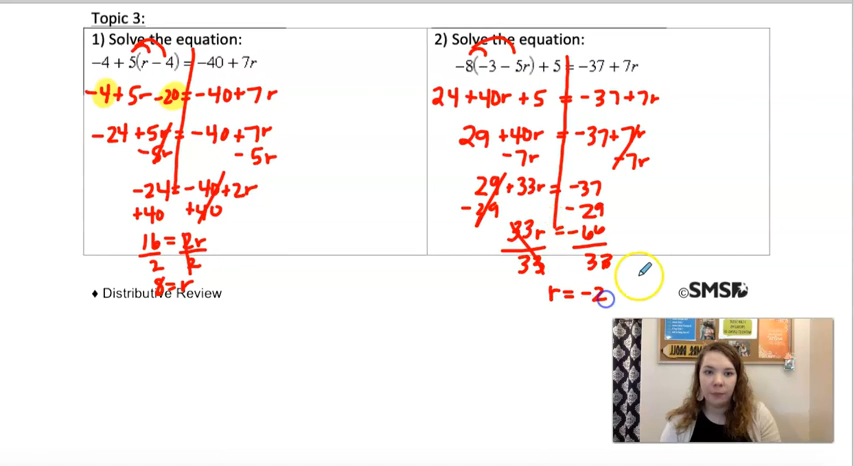 Topic 3:
1) Solve the equation:
−4 + 5(r − 4) = −40 + 7r
-4+5r-20=-40+7r
-24+5r=-40+7r
-5r -5r
-24=-40+2r
+40 +40
16=2r
2 2
8=r
2) Solve the equation:
−8(−3 − 5r) + 5 = −37 + 7r
24+40r+5=-37+7r
29+40r=-37+7r
-7r -7r
29+33r=-37
-29 -29
33r=-66
33 33
r=-2
♦ Distributive Review
©SMSP